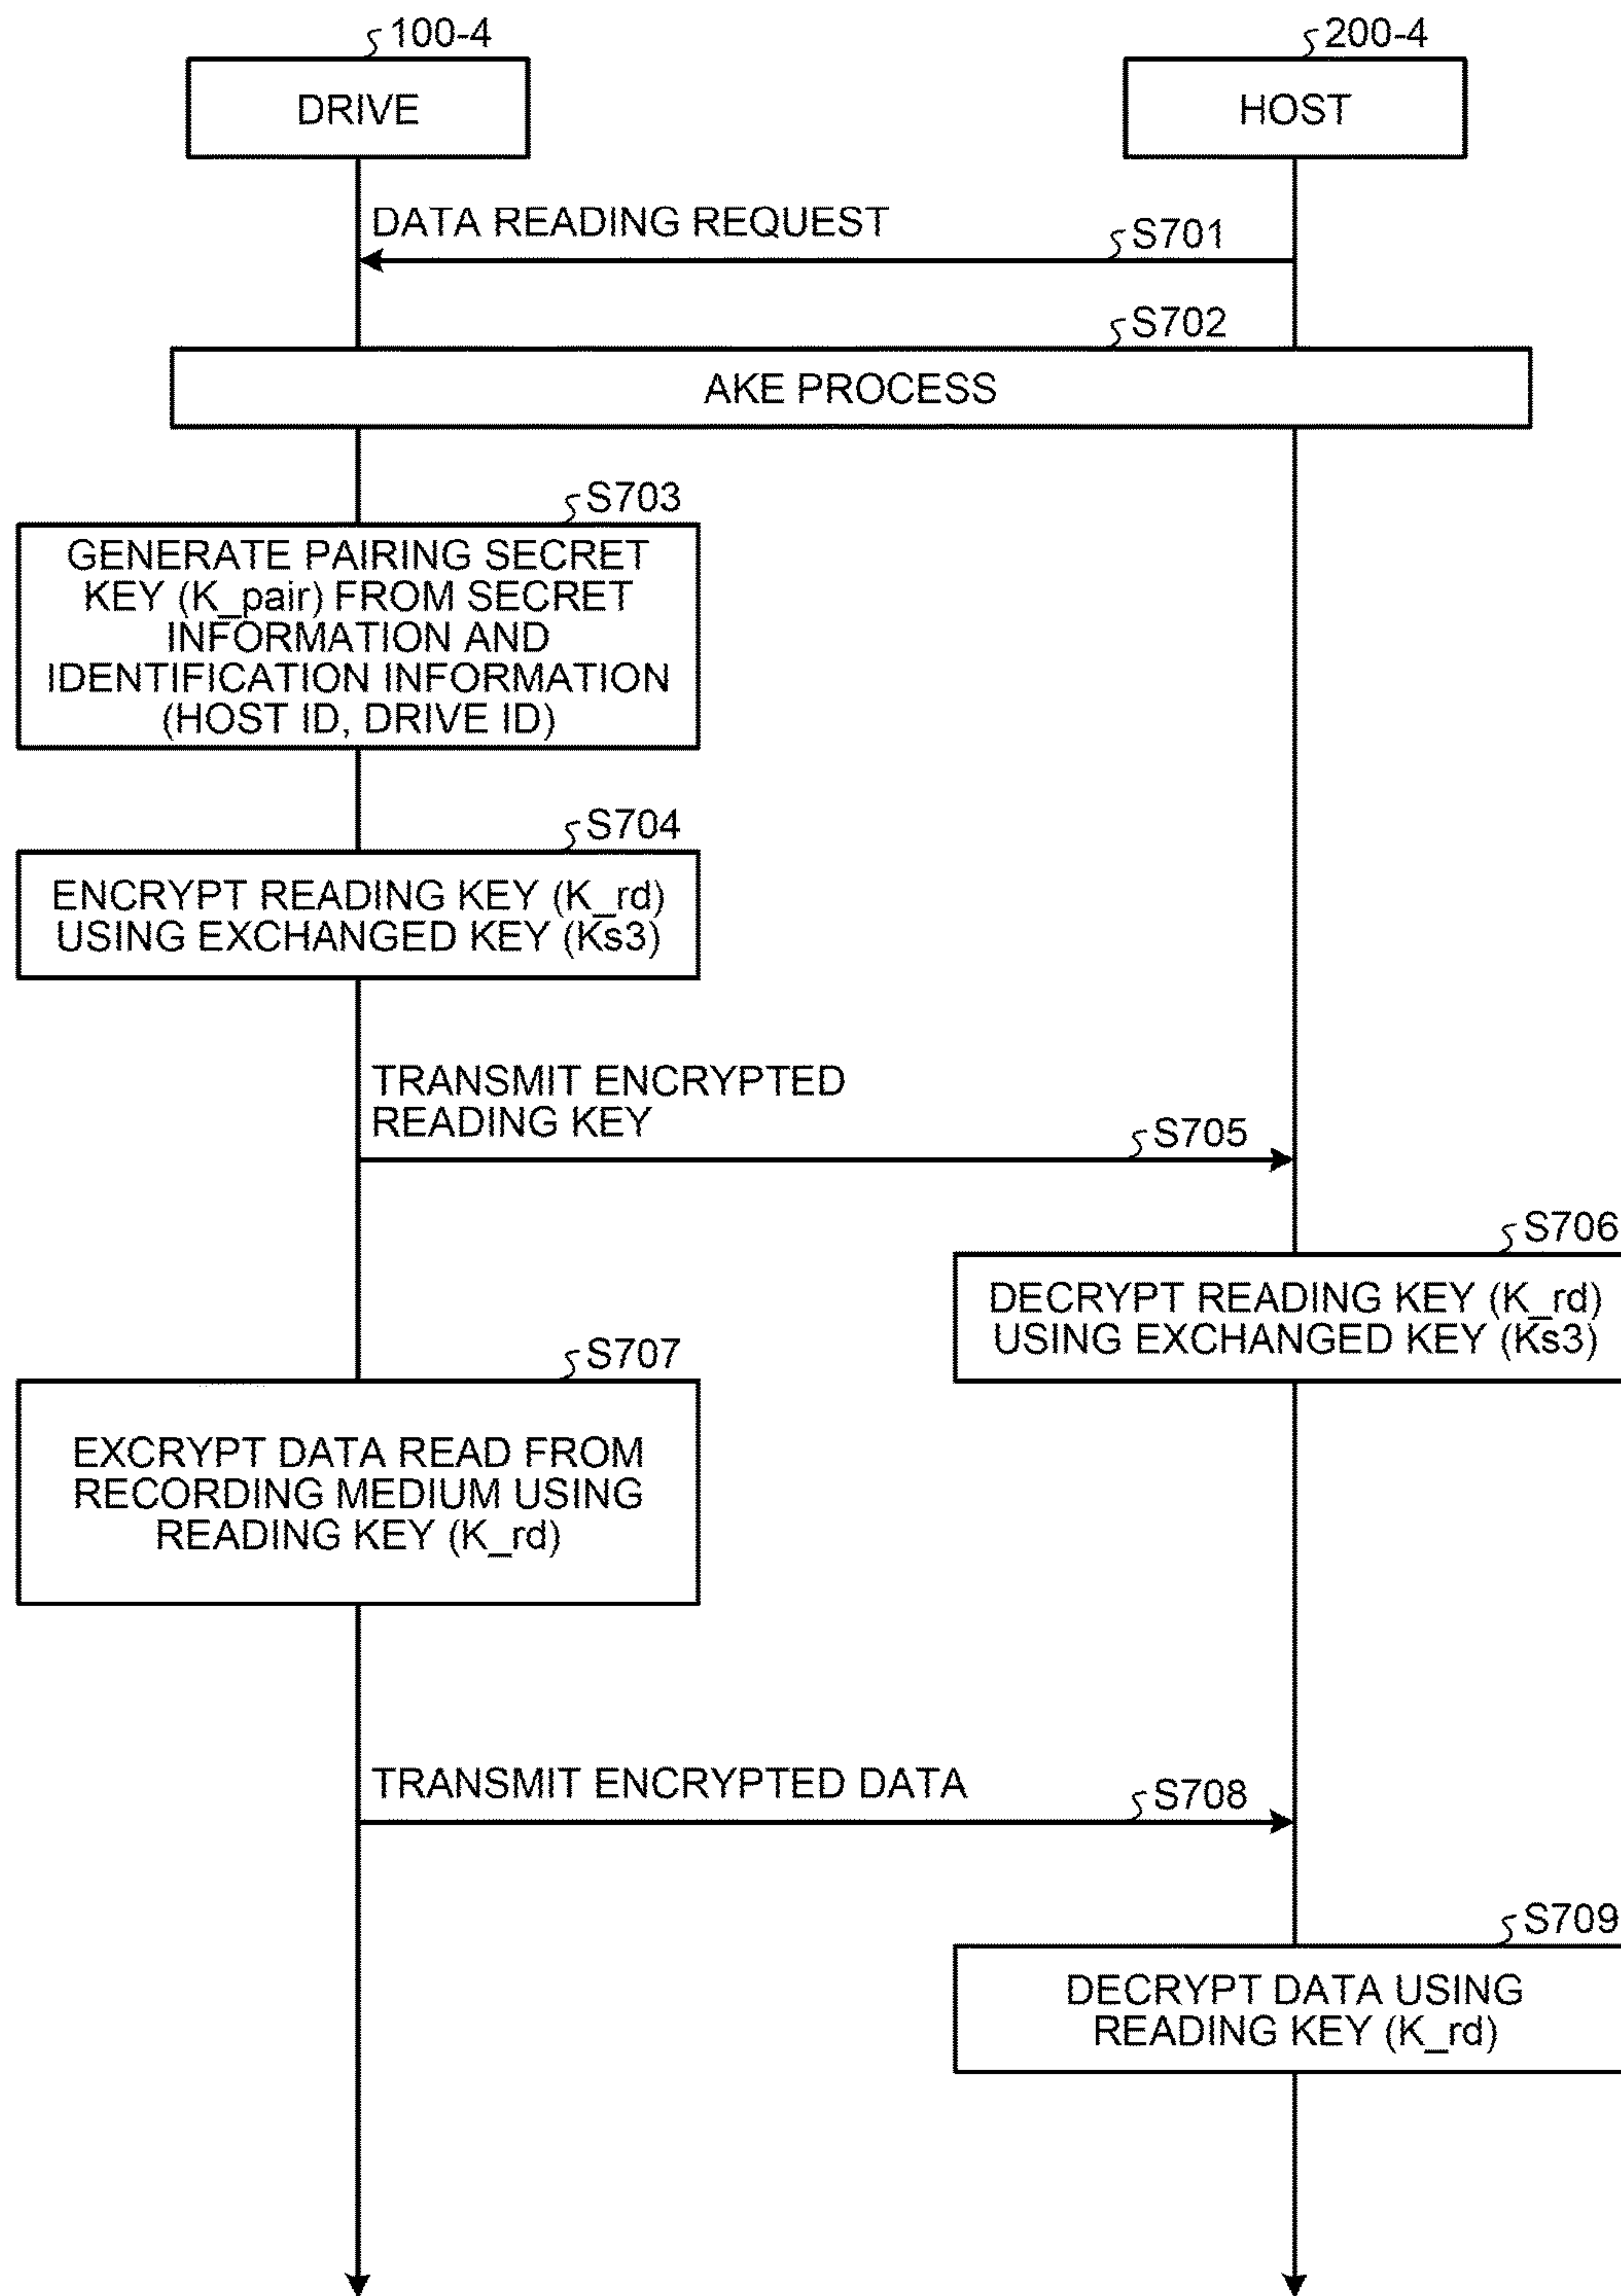 100-4
200-4
DRIVE
HOST
DATA READING REQUEST
S701
S702
AKE PROCESS
S703
GENERATE PAIRING SECRET
KEY (K_pair) FROM SECRET
INFORMATION AND
IDENTIFICATION INFORMATION
(HOST ID, DRIVE ID)
S704
ENCRYPT READING KEY (K_rd)
USING EXCHANGED KEY (Ks3)
TRANSMIT ENCRYPTED
READING KEY
S705
S706
DECRYPT READING KEY (K_rd)
USING EXCHANGED KEY (Ks3)
S707
EXCRYPT DATA READ FROM
RECORDING MEDIUM USING
READING KEY (K_rd)
TRANSMIT ENCRYPTED DATA
S708
S709
DECRYPT DATA USING
READING KEY (K_rd)